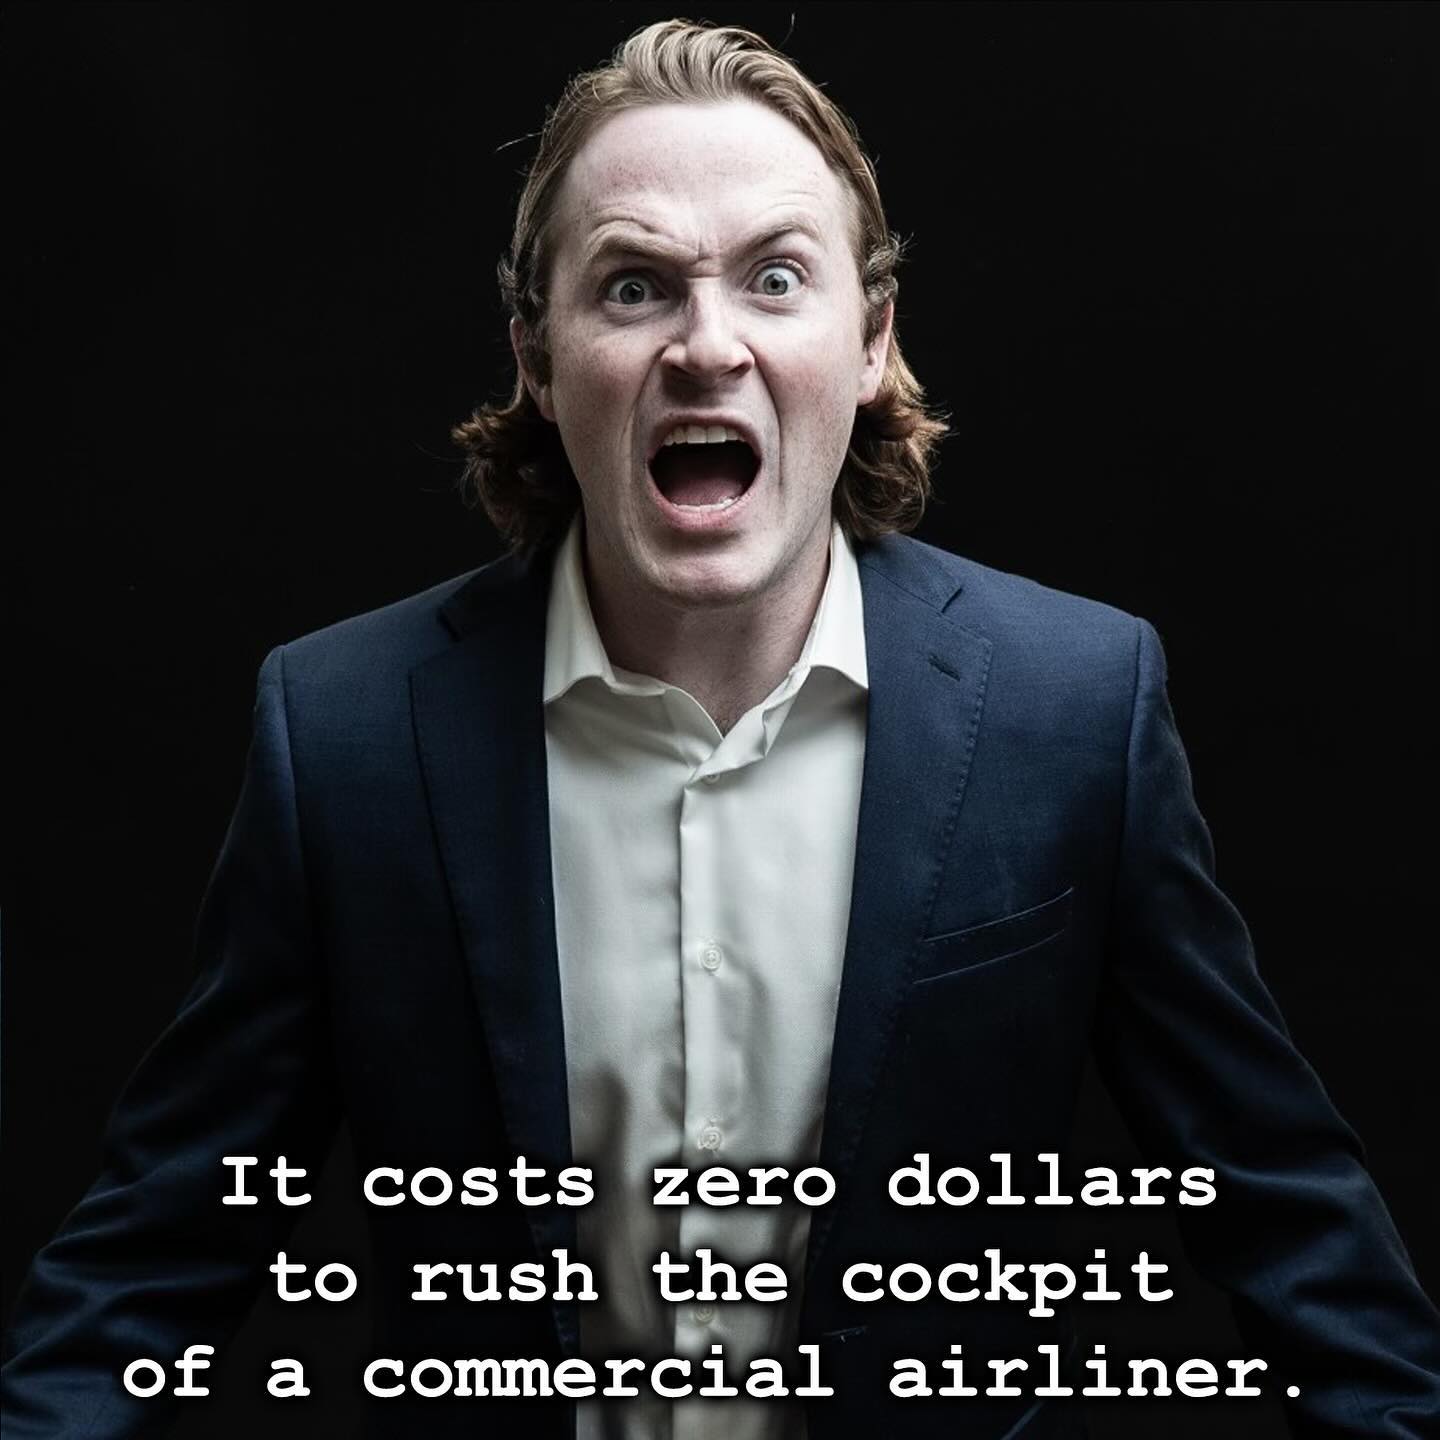 It costs zero dollars
to rush the cockpit
of a commercial airliner.